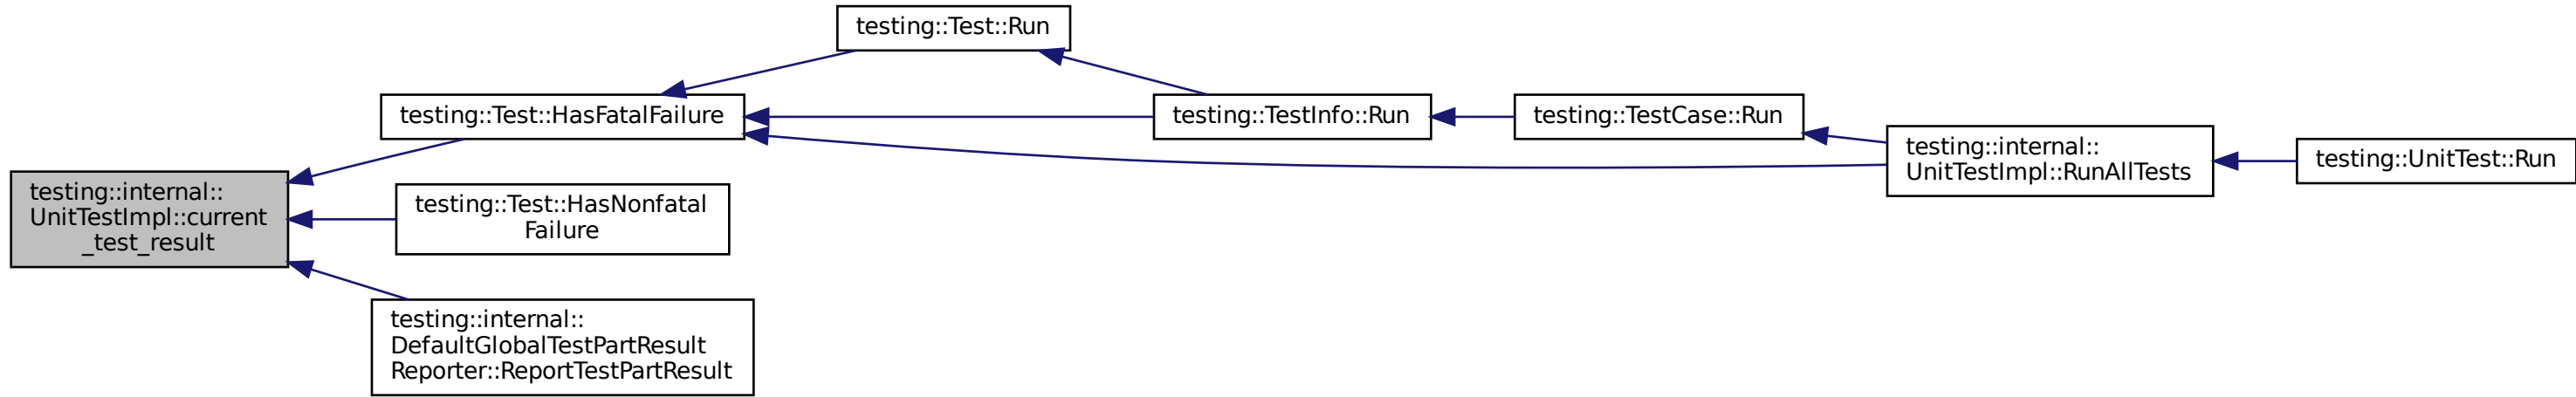 testing::Test::Run
testing::Test::HasFatalFailure
testing::TestInfo::Run
testing::TestCase::Run
testing::internal::
UnitTestImpl::RunAllTests
testing::UnitTest::Run
testing::internal::
UnitTestImpl::current
_test_result
testing::Test::HasNonfatal
Failure
testing::internal::
DefaultGlobalTestPartResult
Reporter::ReportTestPartResult